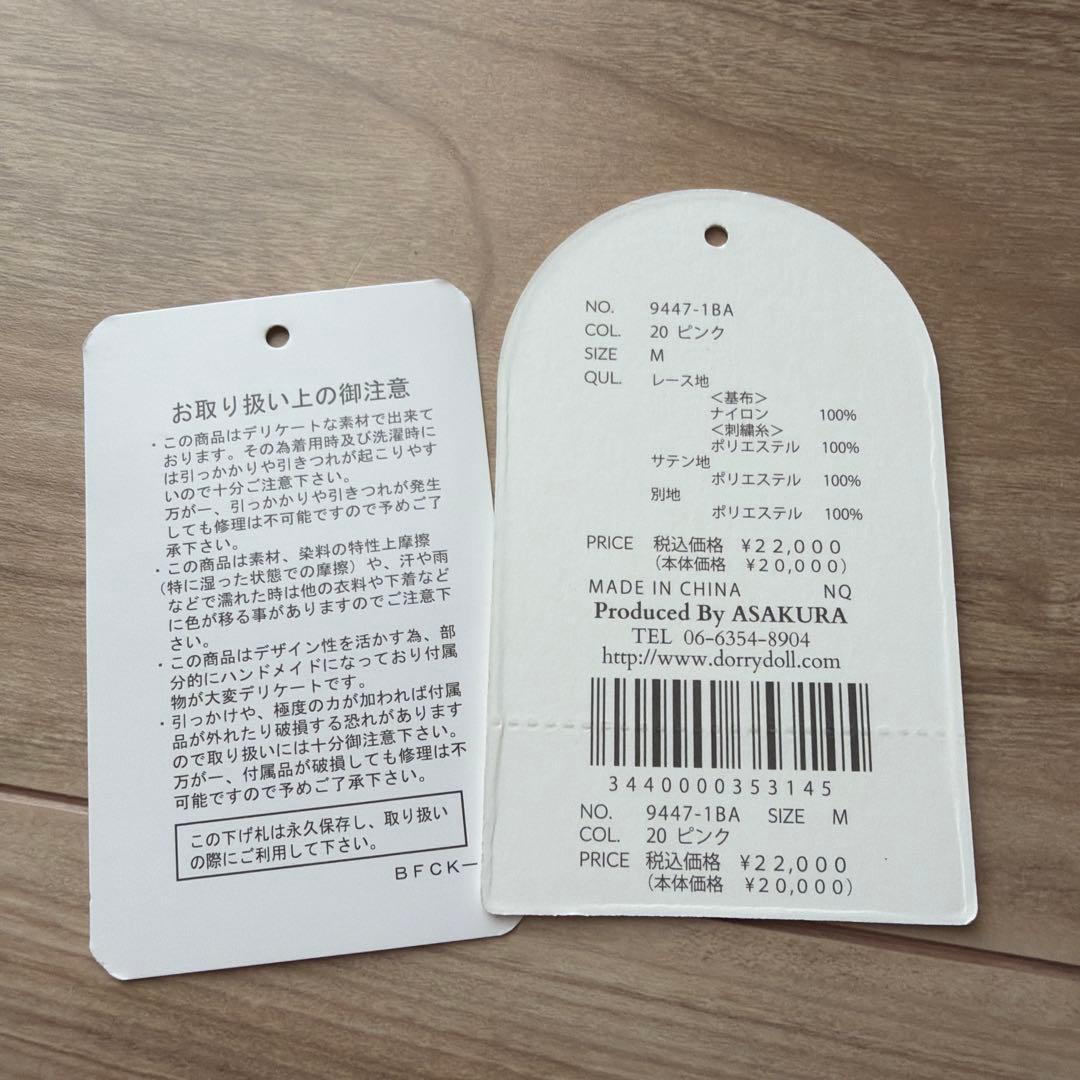 お取り扱い上の御注意
・この商品はデリケートな素材で出来て
おります。その為着用時及び洗濯時に
は引っかかりや引きつれが起こりやす
いので十分ご注意下さい。
万が一、引っかかりや引きつれが発生
しても修理は不可能ですので予めご了
承下さい。
・この商品は素材、染料の特性上摩擦
（特に湿った状態での摩擦）や、汗や雨
などで濡れた時は他の衣料や下着など
に色が移る事がありますのでご注意下
さい。
・この商品はデザイン性を活かす為、部
分的にハンドメイドになっており付属
物が大変デリケートです。
・引っかけや、極度の力が加われば付属
品が外れたり破損する恐れがあります
ので取り扱いには十分御注意下さい。
万が一、付属品が破損しても修理は不
可能ですので予めご了承下さい。
この下げ札は永久保存し、取り扱い
の際にご利用して下さい。
BFCK—
NO. 9447-1BA
COL. 20 ピンク
SIZE M
QUL. レース地
＜基布＞
ナイロン 100%
＜刺繍糸＞
ポリエステル 100%
サテン地
ポリエステル 100%
別地
ポリエステル 100%
PRICE 税込価格 ¥22,000
（本体価格 ¥20,000）
MADE IN CHINA NQ
Produced By ASAKURA
TEL 06-6354-8904
http://www.dorrydoll.com
3440000353145
NO. 9447-1BA SIZE M
COL. 20 ピンク
PRICE 税込価格 ¥22,000
（本体価格 ¥20,000）